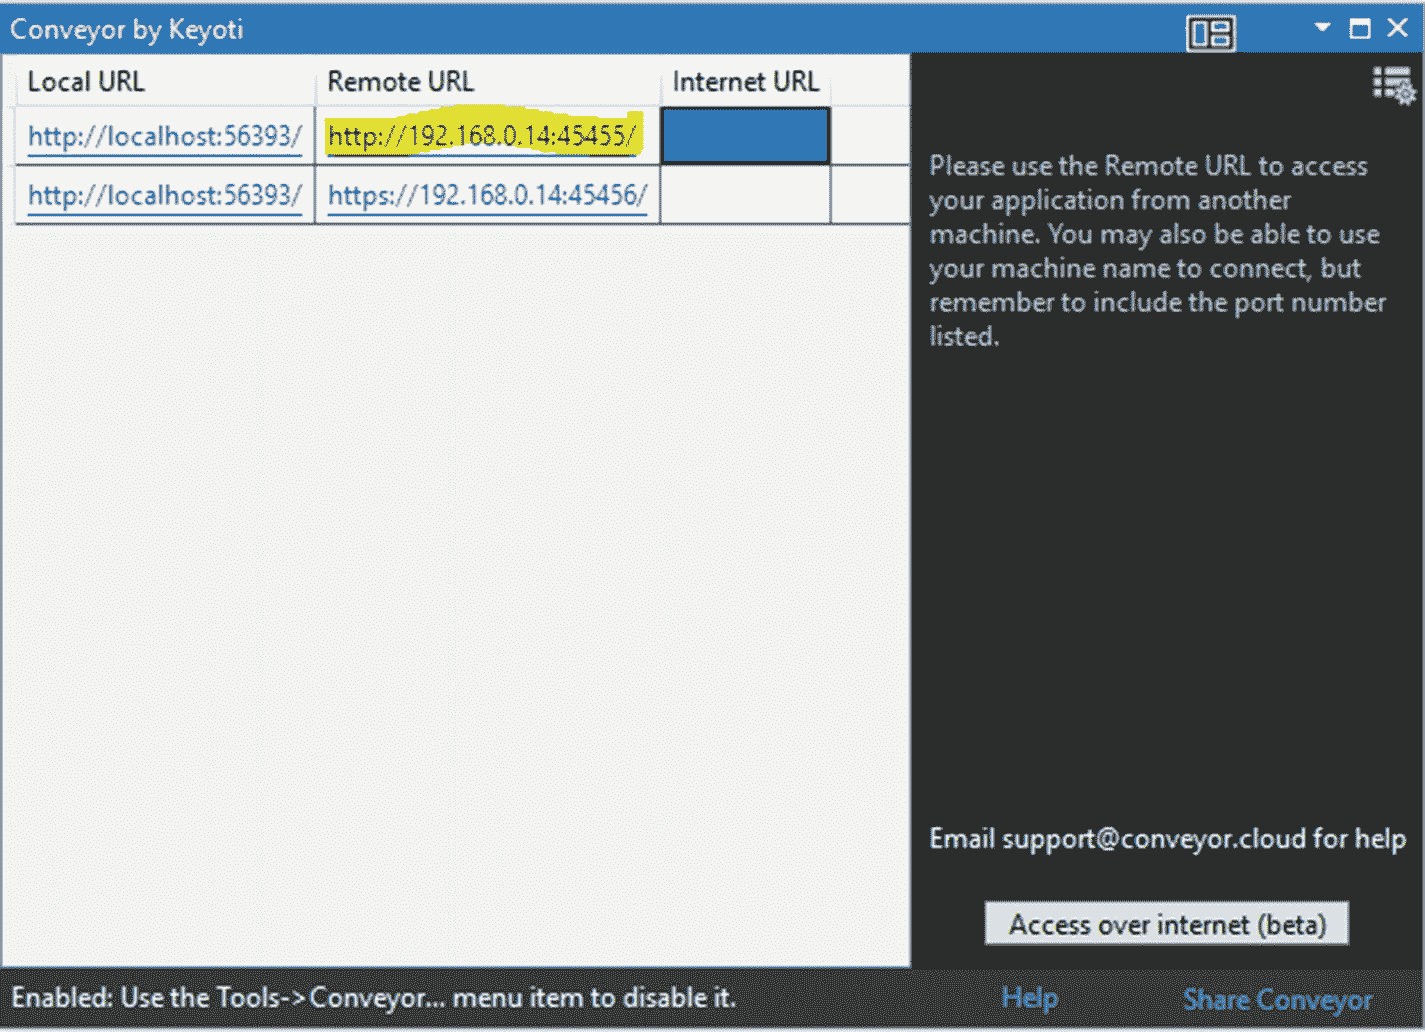 Conveyor by Keyoti
Local URL Remote URL Internet URL
http://localhost:56393/ http://192.168.0.14:45455/
http://localhost:56393/ https://192.168.0.14:45456/
Please use the Remote URL to access
your application from another
machine. You may also be able to use
your machine name to connect, but
remember to include the port number
listed.
Email support@conveyor.cloud for help
Access over internet (beta)
Enabled: Use the Tools->Conveyor... menu item to disable it. Help Share Conveyor